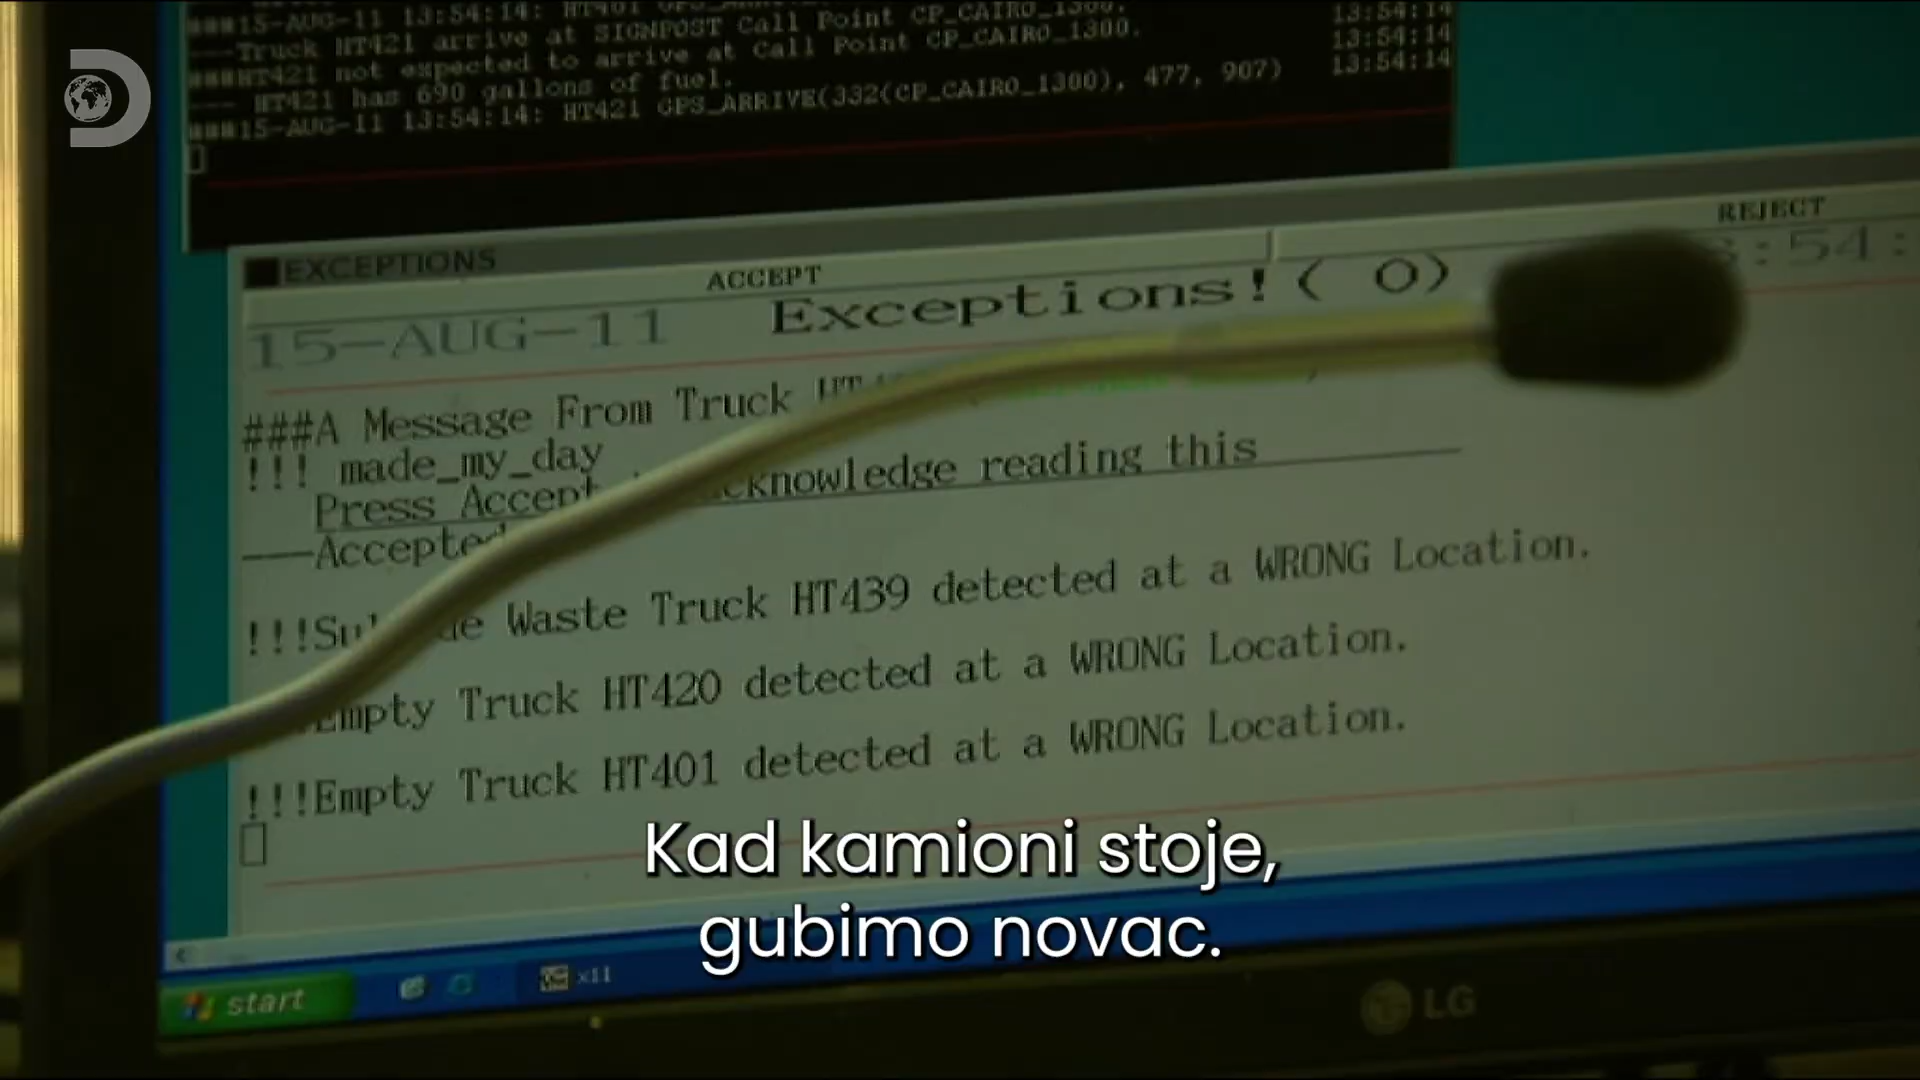 ###15-AUG-11 13:54:14: HT401
---Truck HT421 arrive at SIGNPOST Call Point CP_CAIRO_1300.
13:54:14
###HT421 not expected to arrive at Call Point CP_CAIRO_1300.
13:54:14
--- HT421 has 690 gallons of fuel.
13:54:14
###15-AUG-11 13:54:14: HT421 GPS_ARRIVE(332(CP_CAIRO_1300), 477, 907)
EXCEPTIONS
ACCEPT
REJECT
15-AUG-11 Exceptions!( 0) :54:
###A Message From Truck
!!! made_my_day
Press Accept reading this
---Accepted
Waste Truck HT439 detected at a WRONG Location.
Empty Truck HT420 detected at a WRONG Location.
!!!Empty Truck HT401 detected at a WRONG Location.
Kad kamioni stoje,
gubimo novac.
start x11
LG